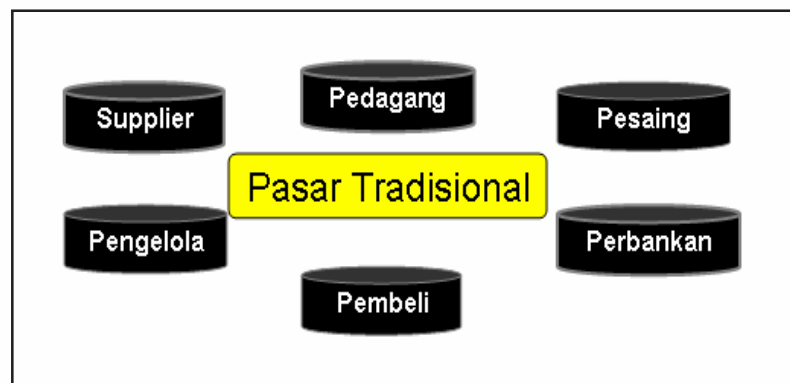 Pedagang
Supplier
Pesaing
Pasar Tradisional
Pengelola
Perbankan
Pembeli